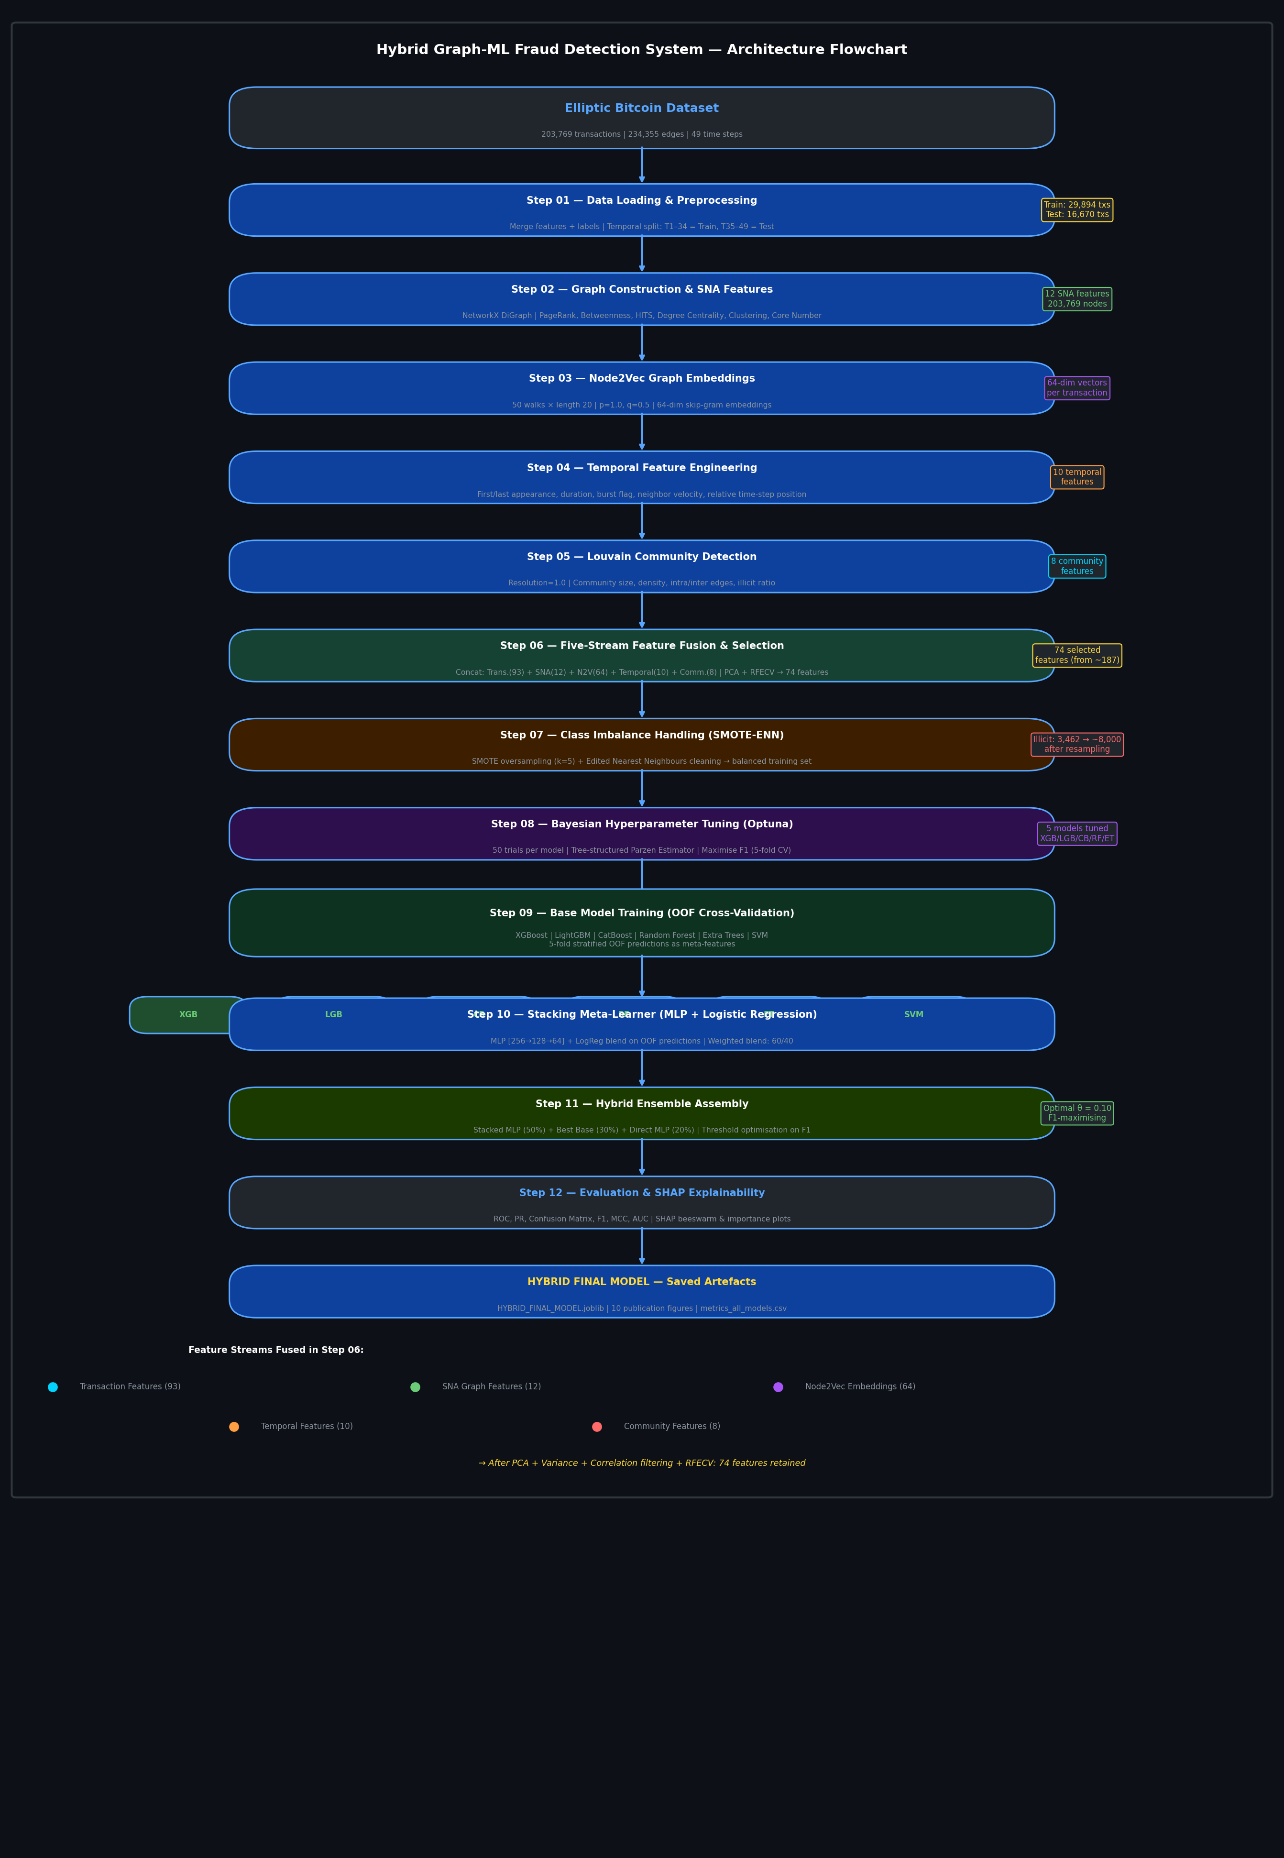 Hybrid Graph-ML Fraud Detection System — Architecture Flowchart
Elliptic Bitcoin Dataset
203,769 transactions | 234,355 edges | 49 time steps
Step 01 — Data Loading & Preprocessing
Merge features + labels | Temporal split: T1–34 = Train, T35–49 = Test
Train: 29,894 txs
Test: 16,670 txs
Step 02 — Graph Construction & SNA Features
NetworkX DiGraph | PageRank, Betweenness, HITS, Degree Centrality, Clustering, Core Number
12 SNA features
203,769 nodes
Step 03 — Node2Vec Graph Embeddings
50 walks × length 20 | p=1.0, q=0.5 | 64-dim skip-gram embeddings
64-dim vectors
per transaction
Step 04 — Temporal Feature Engineering
First/last appearance, duration, burst flag, neighbor velocity, relative time-step position
10 temporal
features
Step 05 — Louvain Community Detection
Resolution=1.0 | Community size, density, intra/inter edges, illicit ratio
8 community
features
Step 06 — Five-Stream Feature Fusion & Selection
Concat: Trans.(93) + SNA(12) + N2V(64) + Temporal(10) + Comm.(8) | PCA + RFECV → 74 features
74 selected
features (from ~187)
Step 07 — Class Imbalance Handling (SMOTE-ENN)
SMOTE oversampling (k=5) + Edited Nearest Neighbours cleaning → balanced training set
Illicit: 3,462 → ~8,000
after resampling
Step 08 — Bayesian Hyperparameter Tuning (Optuna)
50 trials per model | Tree-structured Parzen Estimator | Maximise F1 (5-fold CV)
5 models tuned
XGB/LGB/CB/RF/ET
Step 09 — Base Model Training (OOF Cross-Validation)
XGBoost | LightGBM | CatBoost | Random Forest | Extra Trees | SVM
5-fold stratified OOF predictions as meta-features
XGB
LGB
Step 10 — Stacking Meta-Learner (MLP + Logistic Regression)
SVM
MLP [256→128→64] + LogReg blend on OOF predictions | Weighted blend: 60/40
Step 11 — Hybrid Ensemble Assembly
Stacked MLP (50%) + Best Base (30%) + Direct MLP (20%) | Threshold optimisation on F1
Optimal θ = 0.10
F1-maximising
Step 12 — Evaluation & SHAP Explainability
ROC, PR, Confusion Matrix, F1, MCC, AUC | SHAP beeswarm & importance plots
HYBRID FINAL MODEL — Saved Artefacts
HYBRID_FINAL_MODEL.joblib | 10 publication figures | metrics_all_models.csv
Feature Streams Fused in Step 06:
Transaction Features (93)
SNA Graph Features (12)
Node2Vec Embeddings (64)
Temporal Features (10)
Community Features (8)
→ After PCA + Variance + Correlation filtering + RFECV: 74 features retained